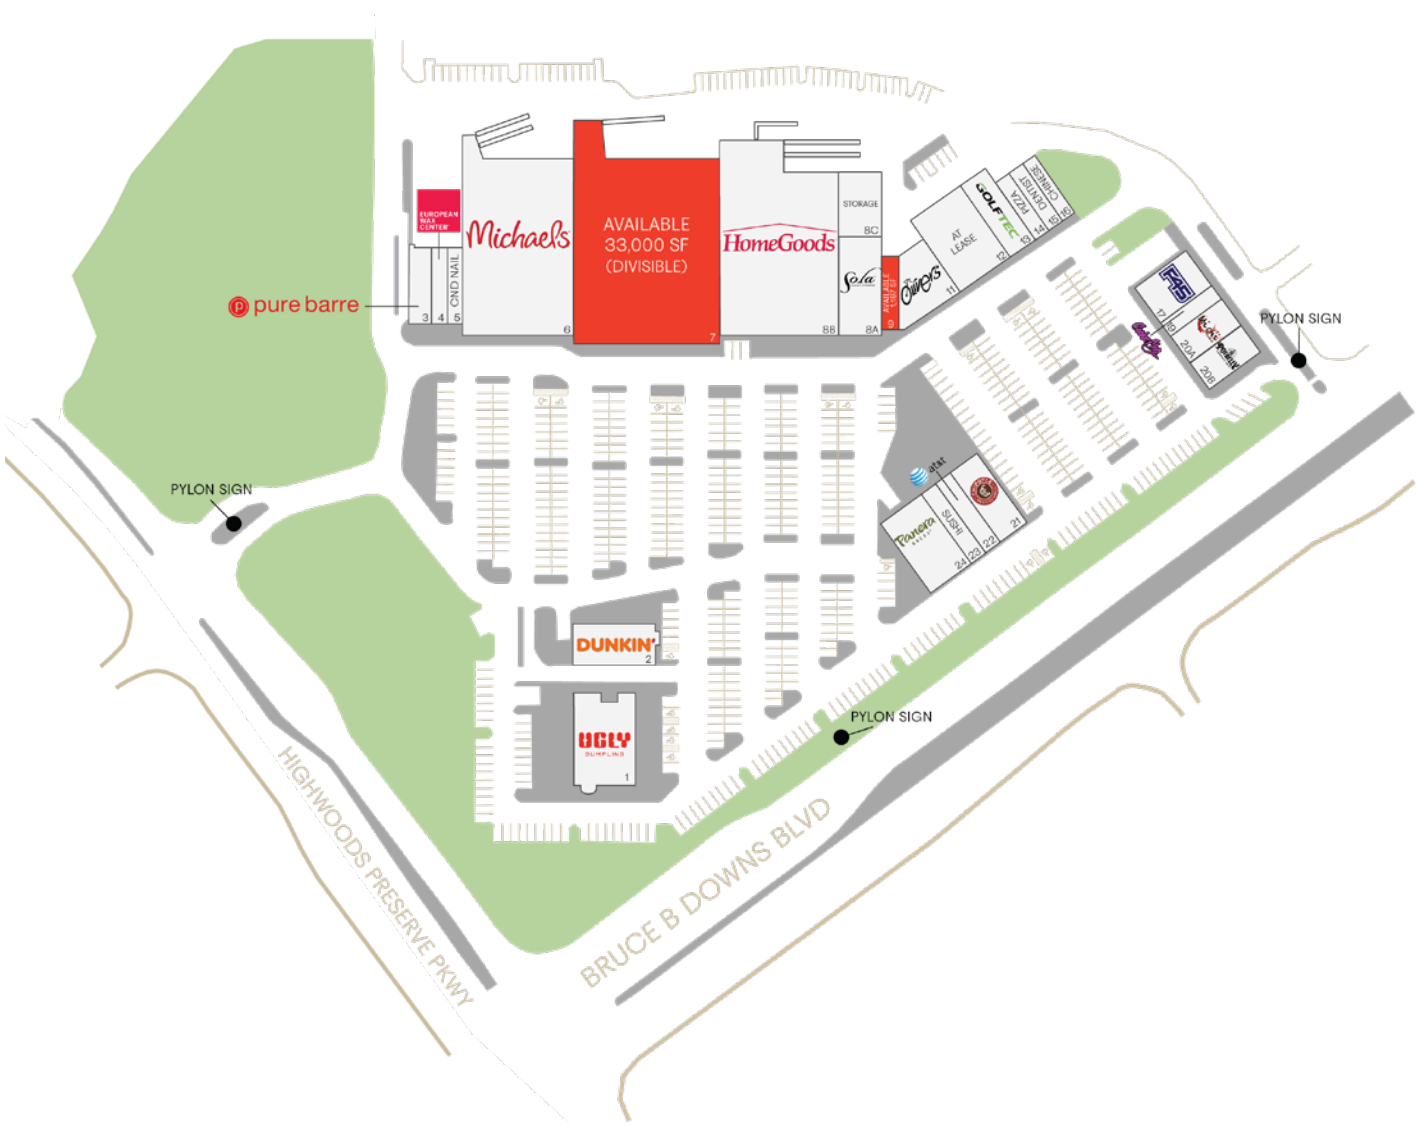 EUROPEAN
WAX
CENTER
pure barre
3
4
5
CND NAIL
Michaels
6
AVAILABLE
33,000 SF
(DIVISIBLE)
7
HomeGoods
8B
STORAGE
8C
Sola
8A
AVAILABLE
9
11
AT
LEASE
12
GOLFTEC
13
PIZZA
14
DENTIST
15
CHINESE
16
F45
17
19
20A
20B
PYLON SIGN
at&t
Panera
BREAD
24
SUSHI
23
22
21
PYLON SIGN
DUNKIN'
2
UGLY
DUMPLING
1
PYLON SIGN
HIGHWOODS PRESERVE PKWY
BRUCE B DOWNS BLVD